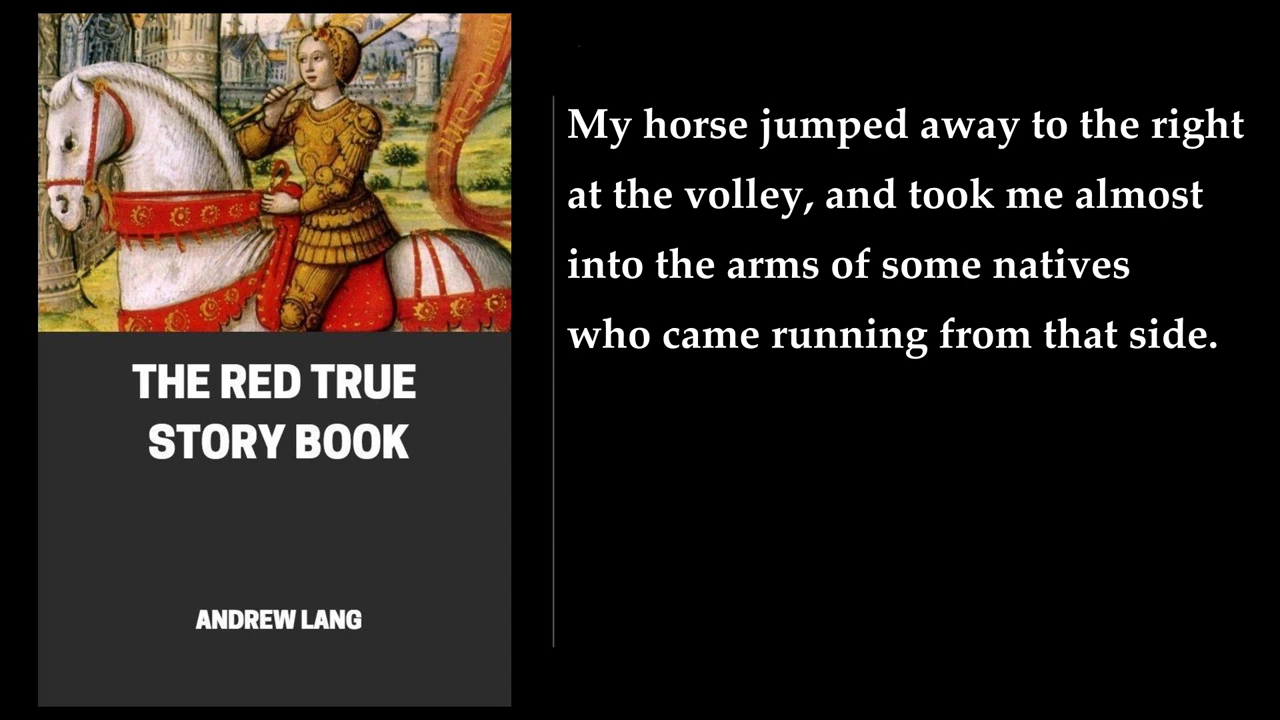 THE RED TRUE
STORY BOOK
ANDREW LANG
My horse jumped away to the right
at the volley, and took me almost
into the arms of some natives
who came running from that side.